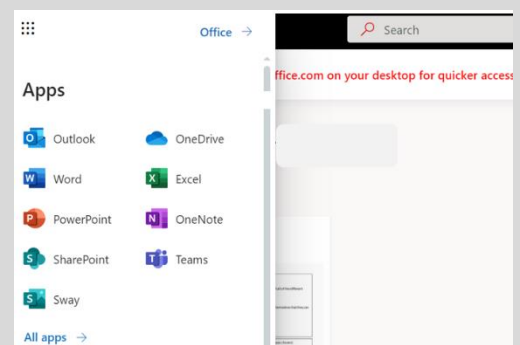 Office →
Search
ffice.com on your desktop for quicker access
Apps
Outlook
OneDrive
Word
Excel
PowerPoint
OneNote
SharePoint
Teams
Sway
All apps →